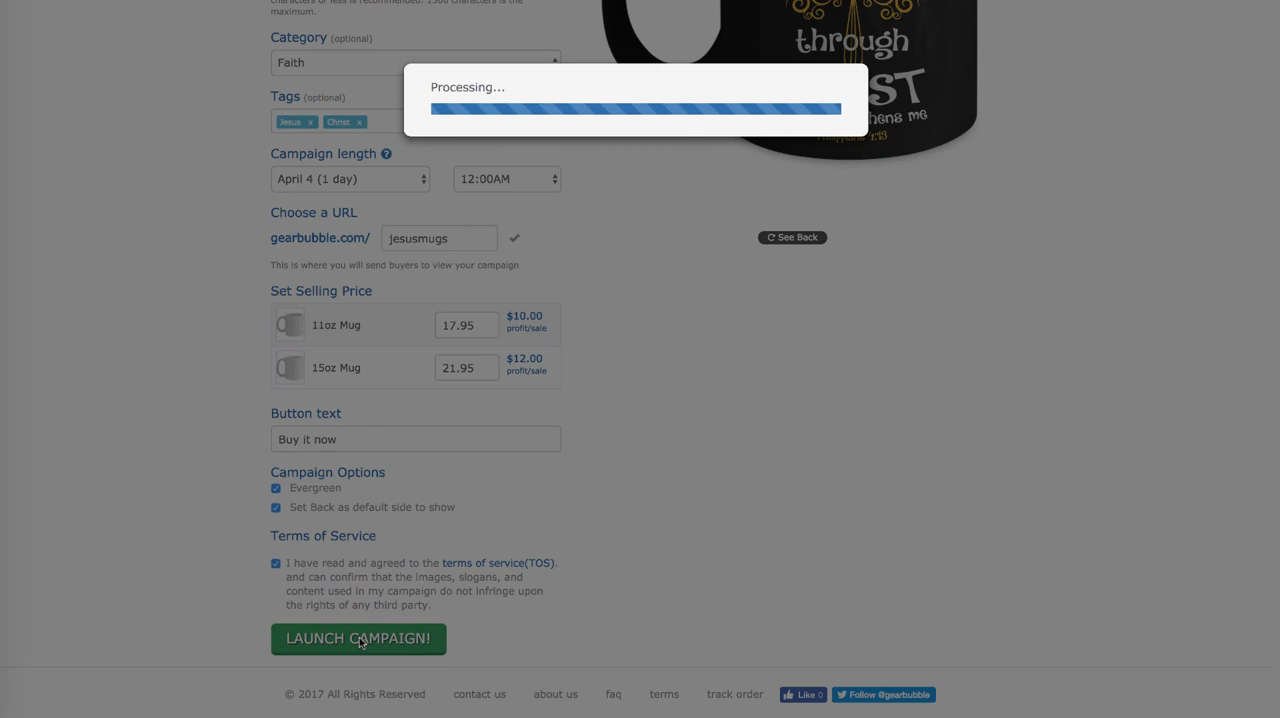 characters or less is recommended. 1500 characters is the
maximum.
Category (optional)
Faith
Tags (optional)
Jesus x Christ x
Campaign length ?
April 4 (1 day) 12:00AM
Choose a URL
gearbubble.com/ jesusmugs
This is where you will send buyers to view your campaign
Set Selling Price
11oz Mug 17.95 $10.00
profit/sale
15oz Mug 21.95 $12.00
profit/sale
Button text
Buy it now
Campaign Options
Evergreen
Set Back as default side to show
Terms of Service
I have read and agreed to the terms of service(TOS).
and can confirm that the images, slogans, and
content used in my campaign do not infringe upon
the rights of any third party.
LAUNCH CAMPAIGN!
Processing...
through
ST
hens me
See Back
© 2017 All Rights Reserved contact us about us faq terms track order Like 0 Follow @gearbubble